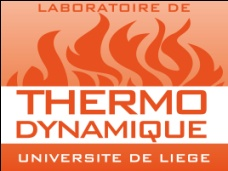 LABORATOIRE DE
THERMO
DYNAMIQUE
UNIVERSITE DE LIEGE